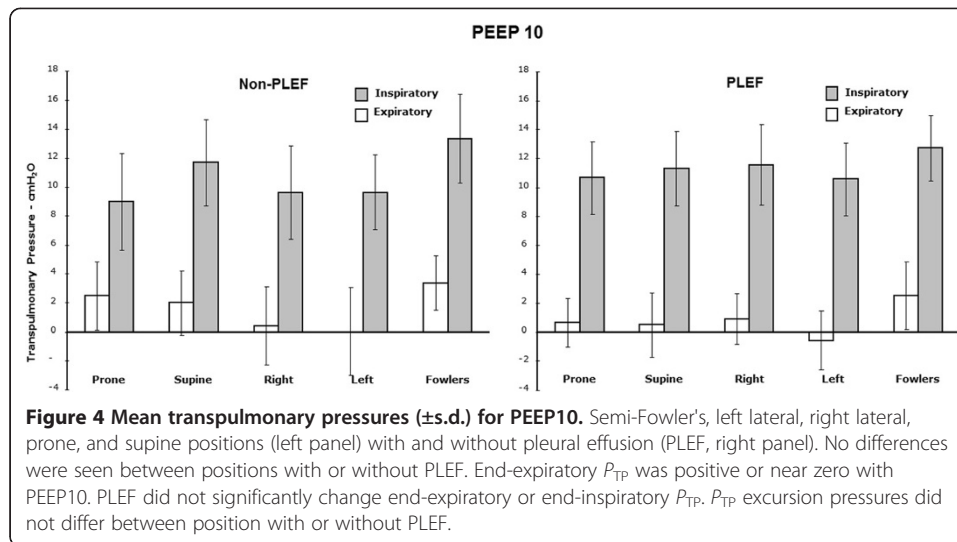 PEEP 10
Non-PLEF
Inspiratory
Expiratory
Transpulmonary Pressure - cmH₂O
18
16
14
12
10
8
6
4
2
0
-
-4
Prone Supine Right Left Fowlers
PLEF
Inspiratory
Expiratory
18
16
14
12
10
8
6
4
2
0
-2
-4
Prone Supine Right Left Fowlers
Figure 4 Mean transpulmonary pressures (±s.d.) for PEEP10. Semi-Fowler's, left lateral, right lateral,
prone, and supine positions (left panel) with and without pleural effusion (PLEF, right panel). No differences
were seen between positions with or without PLEF. End-expiratory P_TP was positive or near zero with
PEEP10. PLEF did not significantly change end-expiratory or end-inspiratory P_TP. P_TP excursion pressures did
not differ between position with or without PLEF.